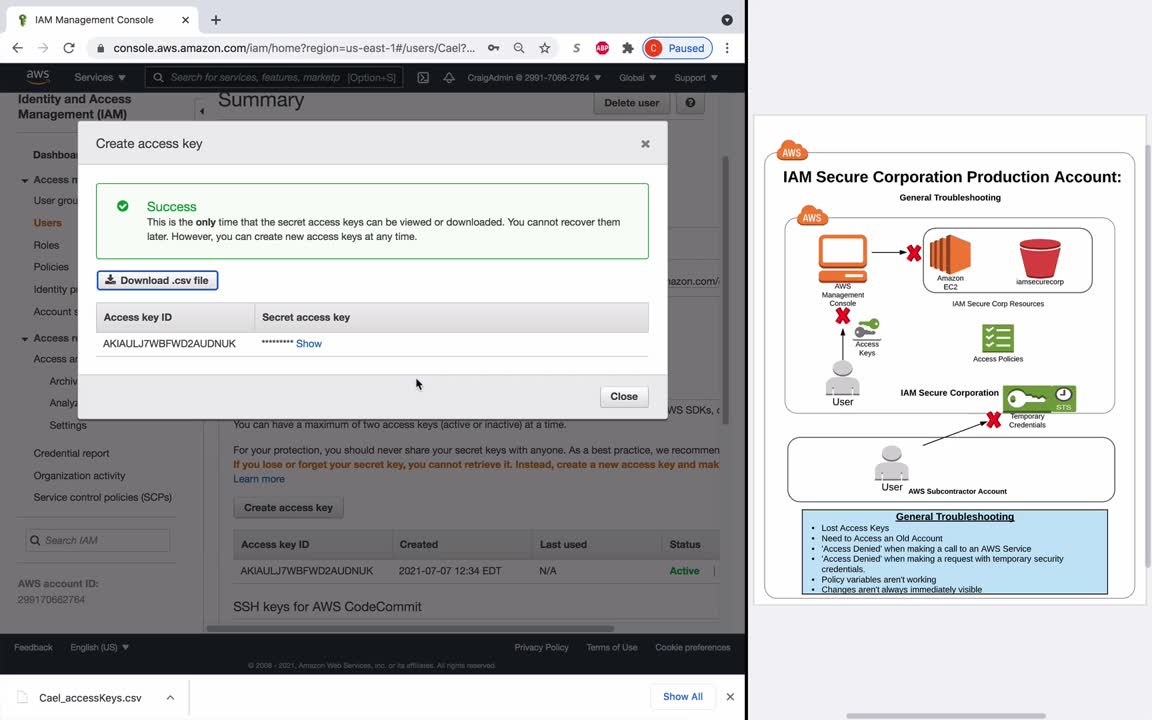 IAM Management Console
console.aws.amazon.com/iam/home?region=us-east-1#/users/Cael?...
S
ABP
C Paused
aws
Services
Search for services, features, marketp [Option+S]
CraigAdmin @ 2991-7066-2764
Global
Support
Identity and Access
Management (IAM)
Summary
Delete user
Create access key
Dashboa
Success
This is the only time that the secret access keys can be viewed or downloaded. You cannot recover them
later. However, you can create new access keys at any time.
Download .csv file
Access key ID
Secret access key
AKIAULJ7WBFWD2AUDNUK
********* Show
Close
Access m
User grou
Users
Roles
Policies
Identity p
Account s
Access re
Access an
Archiv
Analyz
Settings
Credential report
Organization activity
Service control policies (SCPs)
Search IAM
AWS account ID:
299170662764
mazon.com/
WS SDKs, c
You can have a maximum of two access keys (active or inactive) at a time.
For your protection, you should never share your secret keys with anyone. As a best practice, we recommen
If you lose or forget your secret key, you cannot retrieve it. Instead, create a new access key and mak
Learn more
Create access key
Access key ID
Created
Last used
Status
AKIAULJ7WBFWD2AUDNUK
2021-07-07 12:34 EDT
N/A
Active
SSH keys for AWS CodeCommit
Feedback
English (US)
Privacy Policy
Terms of Use
Cookie preferences
© 2008 - 2021, Amazon Web Services, Inc. or its affiliates. All rights reserved.
Cael_accessKeys.csv
Show All
AWS
IAM Secure Corporation Production Account:
General Troubleshooting
AWS
AWS
Management
Console
Amazon
EC2
iamsecurecorp
IAM Secure Corp Resources
Access
Keys
Access Policies
User
IAM Secure Corporation
STS
Temporary
Credentials
User
AWS Subcontractor Account
General Troubleshooting
• Lost Access Keys
• Need to Access an Old Account
• 'Access Denied' when making a call to an AWS Service
• 'Access Denied' when making a request with temporary security
credentials.
• Policy variables aren't working
• Changes aren't always immediately visible